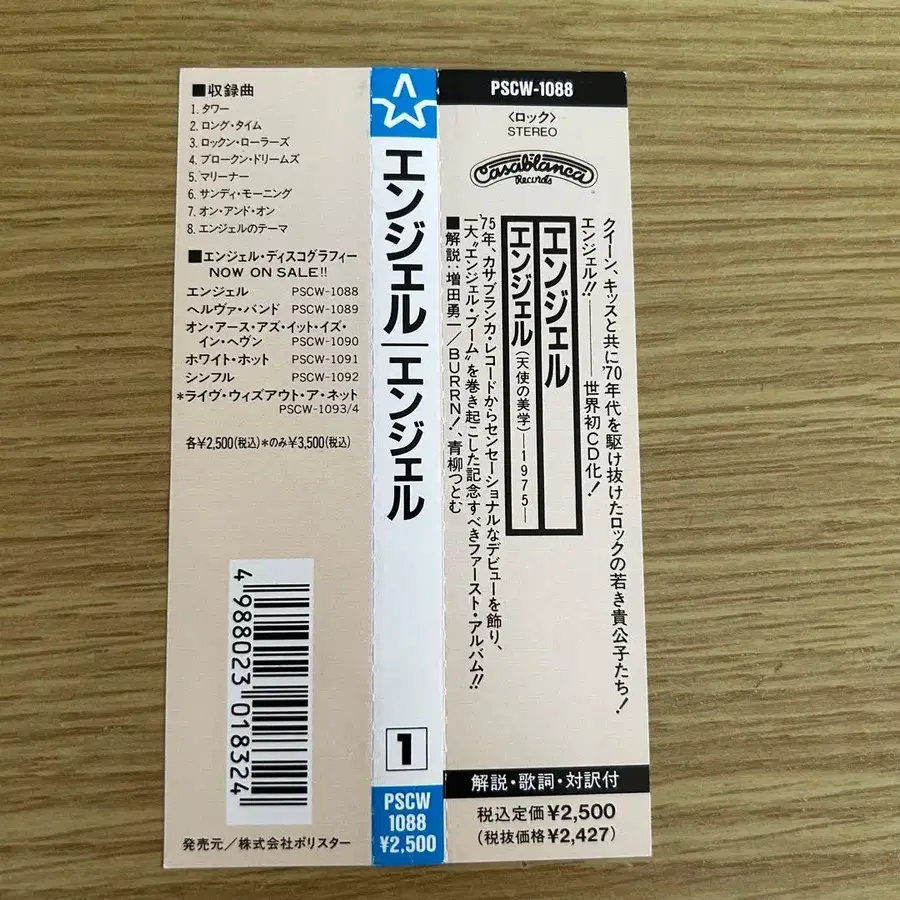 ■収録曲
1. タワー
2. ロング・タイム
3. ロックン・ローラーズ
4. ブロークン・ドリームズ
5. マリーナー
6. サンディ・モーニング
7. オン・アンド・オン
8. エンジェルのテーマ
■エンジェル・ディスコグラフィー
NOW ON SALE!!
エンジェル PSCW-1088
ヘルヴァ・バンド PSCW-1089
オン・アース・アズ・イット・イズ・
イン・ヘヴン PSCW-1090
ホワイト・ホット PSCW-1091
シンフル PSCW-1092
*ライヴ・ウィズアウト・ア・ネット
PSCW-1093/4
各¥2,500(税込)*のみ¥3,500(税込)
4 988023 018324
発売元/株式会社ポリスター
エンジェル|エンジェル
1
PSCW
1088
¥2,500
PSCW-1088
〈ロック〉
STEREO
Casablanca
Records
クイーン、キッスと共に'70年代を駆け抜けたロックの若き貴公子たち!
エンジェル!!――世界初CD化!
エンジェル
エンジェル(天使の美学)―1975―
'75年、カサブランカ・レコードからセンセーショナルなデビューを飾り、
一大"エンジェル・ブーム"を巻き起こした記念すべきファースト・アルバム!!
■解説:増田勇一/BURRN!、青柳つとむ
解説・歌詞・対訳付
税込定価¥2,500
(税抜価格¥2,427)